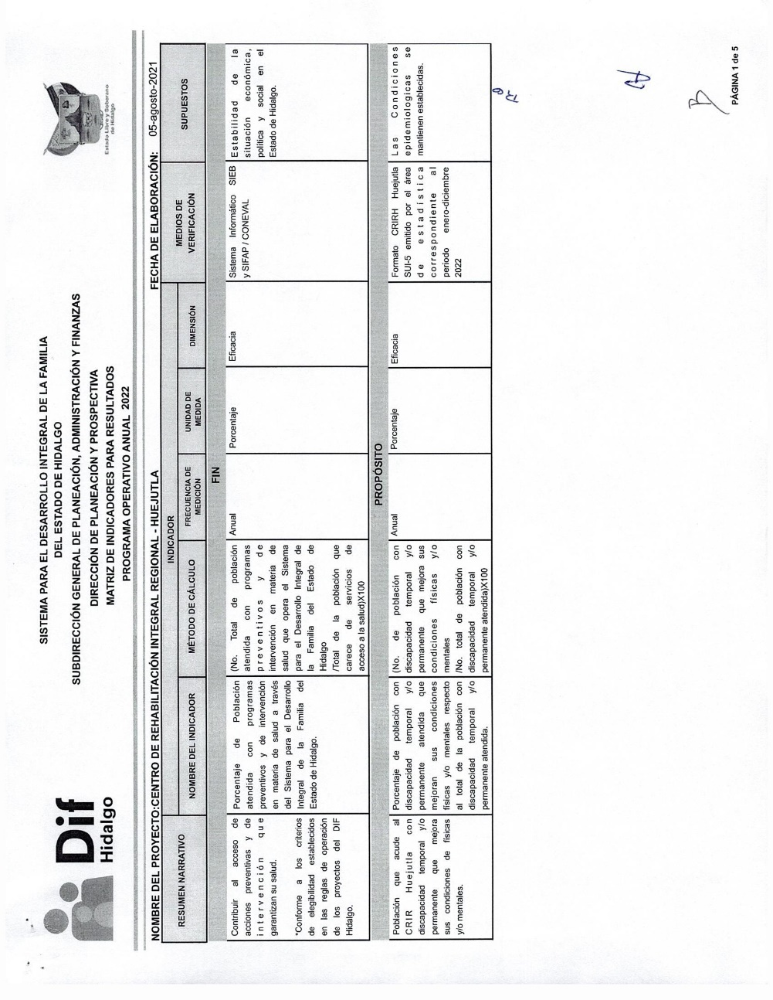 SISTEMA PARA EL DESARROLLO INTEGRAL DE LA FAMILIA
DEL ESTADO DE HIDALGO
SUBDIRECCIÓN GENERAL DE PLANEACIÓN, ADMINISTRACIÓN Y FINANZAS
DIRECCIÓN DE PLANEACIÓN Y PROSPECTIVA
MATRIZ DE INDICADORES PARA RESULTADOS
PROGRAMA OPERATIVO ANUAL 2022
Dif
Hidalgo
Estado Libre y Soberano
de Hidalgo
NOMBRE DEL PROYECTO:CENTRO DE REHABILITACIÓN INTEGRAL REGIONAL - HUEJUTLA
FECHA DE ELABORACIÓN: 05-agosto-2021
RESUMEN NARRATIVO
INDICADOR
NOMBRE DEL INDICADOR
MÉTODO DE CÁLCULO
FRECUENCIA DE
MEDICIÓN
UNIDAD DE
MEDIDA
DIMENSIÓN
MEDIOS DE
VERIFICACIÓN
SUPUESTOS
FIN
Contribuir al acceso de
acciones preventivas y de
intervención que
garantizan su salud.
*Conforme a los criterios
de elegibilidad establecidos
en las reglas de operación
de los proyectos del DIF
Hidalgo.
Porcentaje de Población
atendida con programas
preventivos y de intervención
en materia de salud a través
del Sistema para el Desarrollo
Integral de la Familia del
Estado de Hidalgo.
(No. Total de población
atendida con programas
preventivos y de
intervención en materia de
salud que opera el Sistema
para el Desarrollo Integral de
la Familia del Estado de
Hidalgo
/Total de la población que
carece de servicios de
acceso a la salud)X100
Anual
Porcentaje
Eficacia
Sistema Informático SIEB
y SIFAP / CONEVAL
Estabilidad de la
situación económica,
política y social en el
Estado de Hidalgo.
PROPÓSITO
Población que acude al
CRIR Huejutla con
discapacidad temporal y/o
permanente que mejora
sus condiciones de físicas
y/o mentales.
Porcentaje de población con
discapacidad temporal y/o
permanente atendida que
mejoran sus condiciones
físicas y/o mentales respecto
al total de la población con
discapacidad temporal y/o
permanente atendida.
(No. de población con
discapacidad temporal y/o
permanente que mejora sus
condiciones físicas y/o
mentales
/No. total de población con
discapacidad temporal y/o
permanente atendida)X100
Anual
Porcentaje
Eficacia
Formato CRIRH Huejutla
SUI-5 emitido por el área
de estadística
correspondiente al
periodo enero-diciembre
2022
Las Condiciones
epidemiologicas se
mantienen establecidas.
PÁGINA 1 de 5